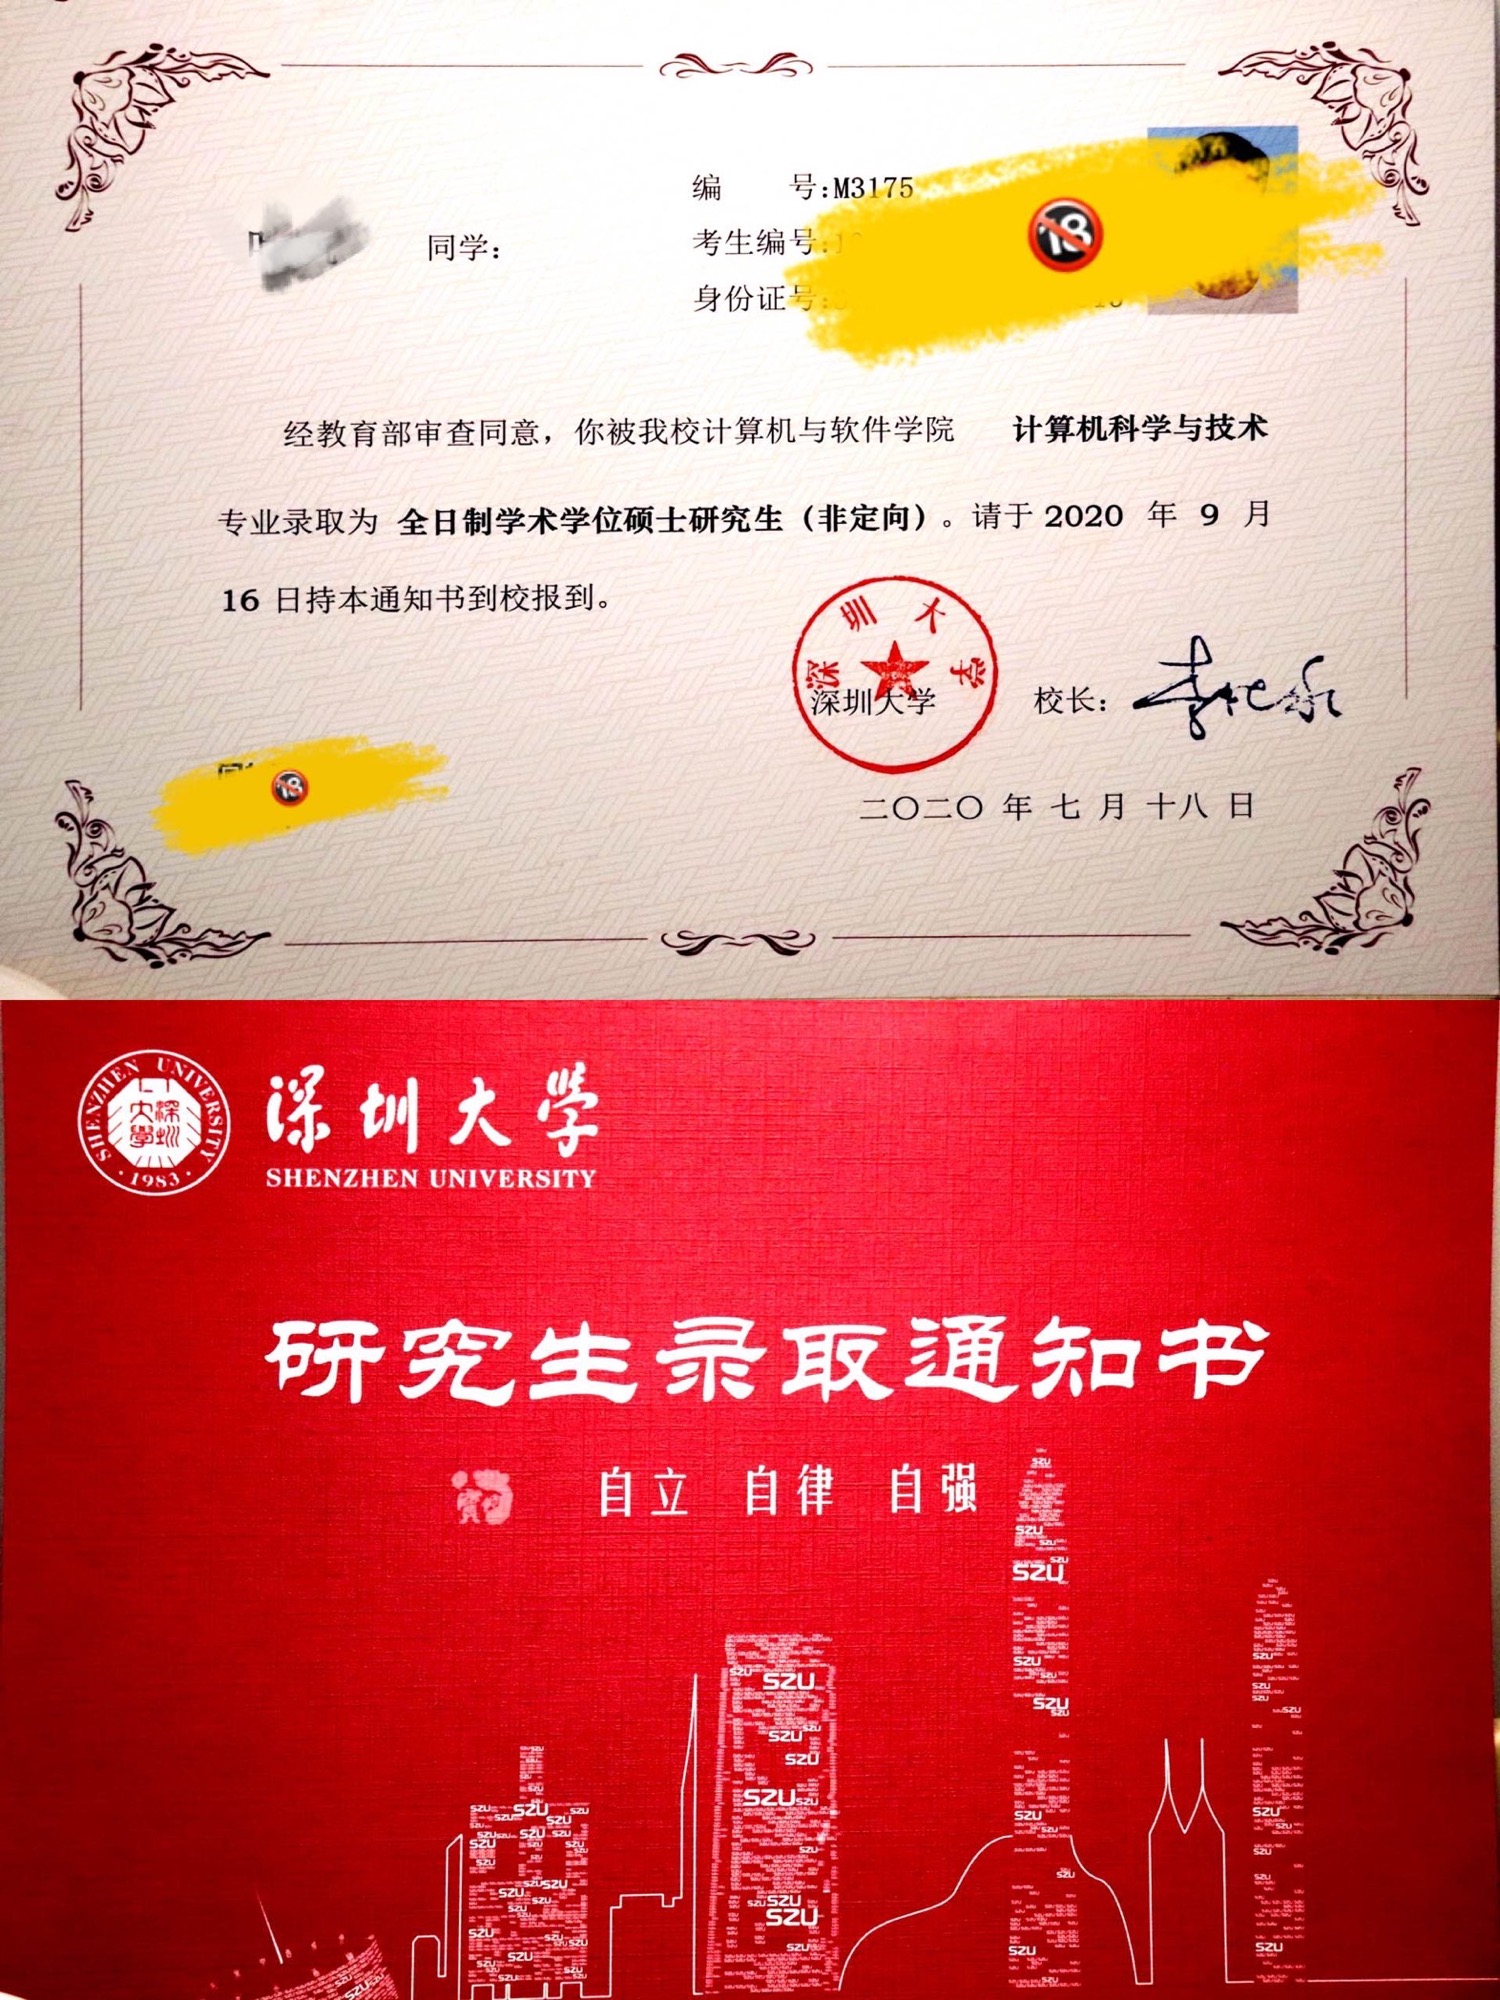 编 号:M3175
同学:
考生编号:
身份证号:
经教育部审查同意，你被我校计算机与软件学院 计算机科学与技术
专业录取为 全日制学术学位硕士研究生（非定向）。请于 2020 年 9 月
16 日持本通知书到校报到。
深圳大学
深圳大学 校长:
二〇二〇 年 七 月 十八 日
SHENZHEN UNIVERSITY
深圳大學
·1983·
深圳大学
SHENZHEN UNIVERSITY
研究生录取通知书
自立 自律 自强
SZU
SZU
SZU
SZU
SZU
SZU
SZU
SZU
SZU
SZU